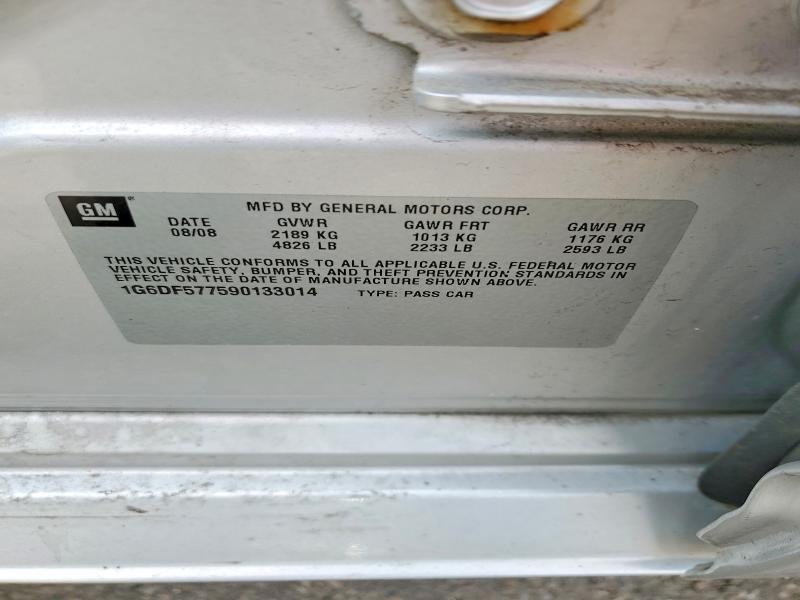 GM
MFD BY GENERAL MOTORS CORP.
DATE GVWR GAWR FRT GAWR RR
08/08 2189 KG 1013 KG 1176 KG
4826 LB 2233 LB 2593 LB
THIS VEHICLE CONFORMS TO ALL APPLICABLE U.S. FEDERAL MOTOR
VEHICLE SAFETY, BUMPER, AND THEFT PREVENTION STANDARDS IN
EFFECT ON THE DATE OF MANUFACTURE SHOWN ABOVE.
1G6DF577590133014 TYPE: PASS CAR